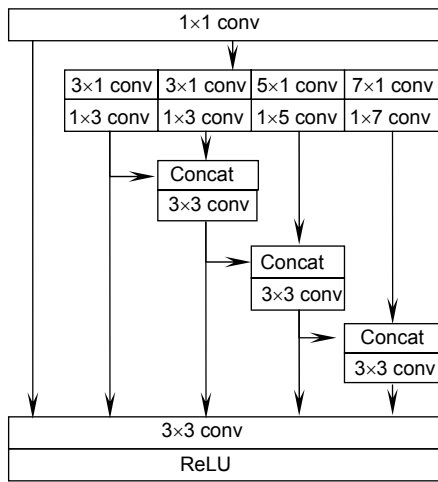 1×1 conv
3×1 conv 3×1 conv 5×1 conv 7×1 conv
1×3 conv 1×3 conv 1×5 conv 1×7 conv
Concat
3×3 conv
Concat
3×3 conv
Concat
3×3 conv
3×3 conv
ReLU